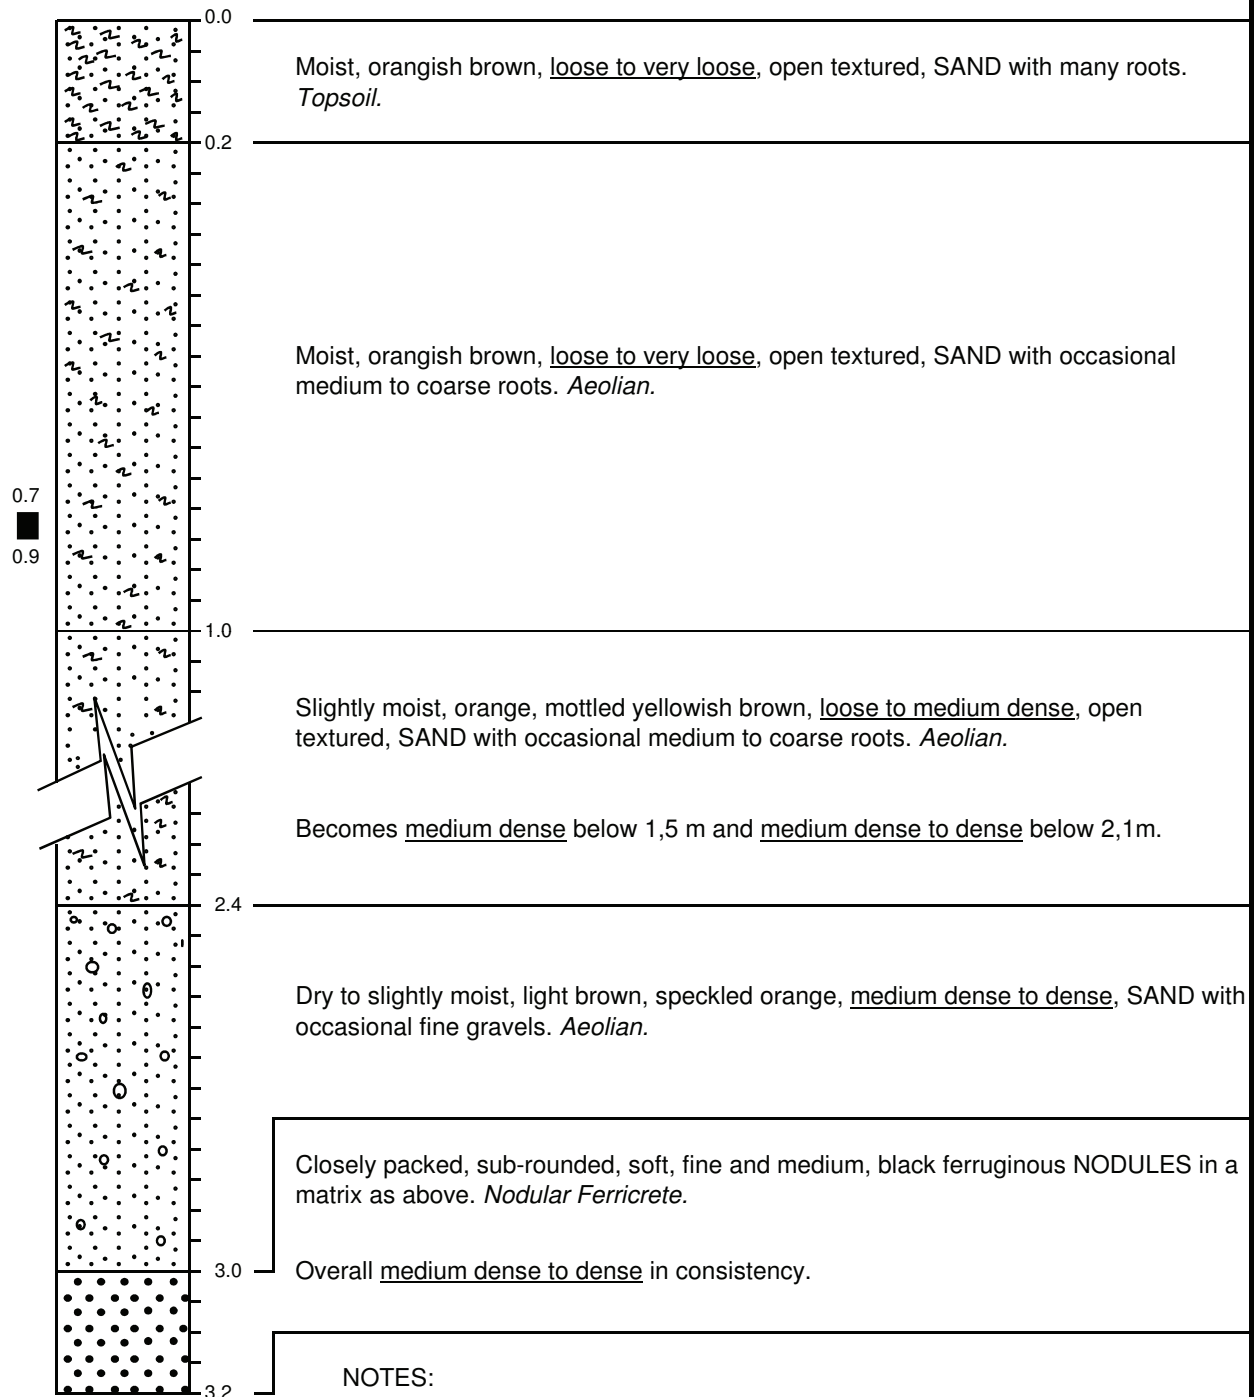 0.0
Moist, orangish brown, loose to very loose, open textured, SAND with many roots.
Topsoil.
0.2
Moist, orangish brown, loose to very loose, open textured, SAND with occasional
medium to coarse roots. Aeolian.
0.7
0.9
1.0
Slightly moist, orange, mottled yellowish brown, loose to medium dense, open
textured, SAND with occasional medium to coarse roots. Aeolian.
Becomes medium dense below 1,5 m and medium dense to dense below 2,1m.
2.4
Dry to slightly moist, light brown, speckled orange, medium dense to dense, SAND with
occasional fine gravels. Aeolian.
Closely packed, sub-rounded, soft, fine and medium, black ferruginous NODULES in a
matrix as above. Nodular Ferricrete.
3.0
Overall medium dense to dense in consistency.
NOTES:
3.2